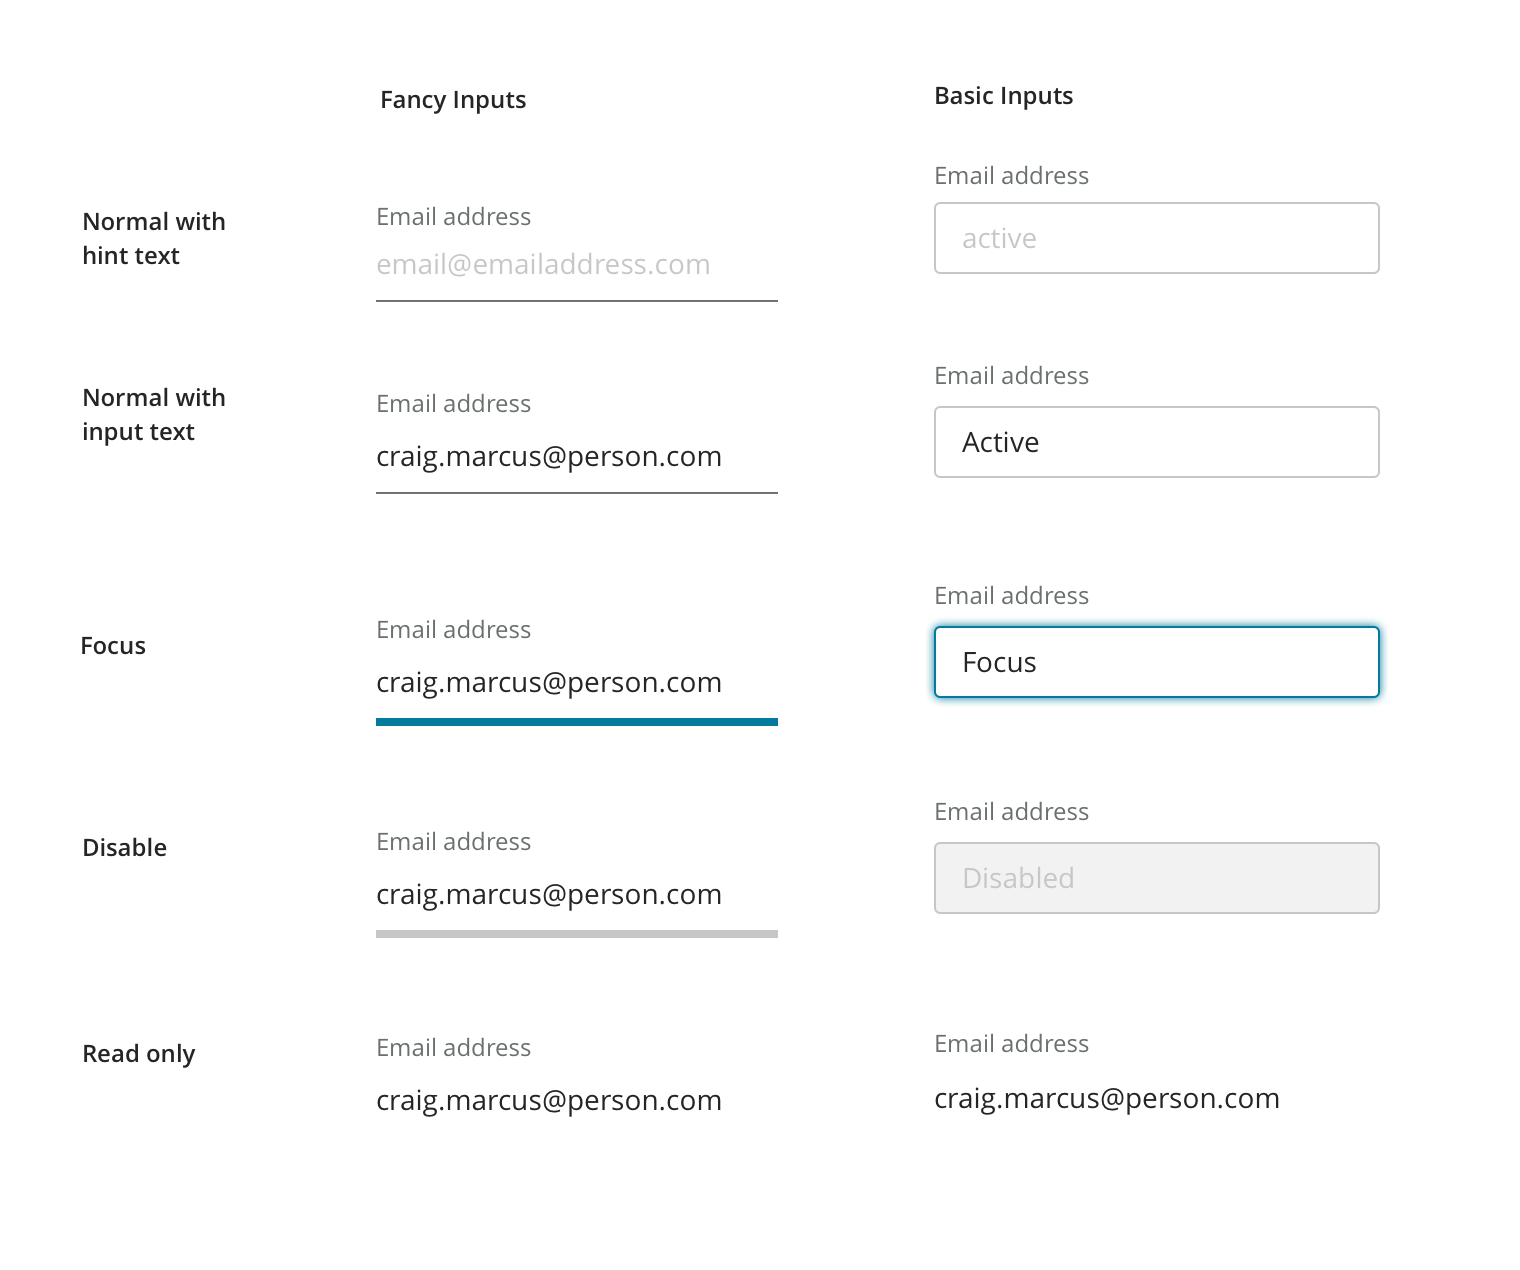 Fancy Inputs
Basic Inputs
Normal with
hint text
Email address
email@emailaddress.com
Email address
active
Normal with
input text
Email address
craig.marcus@person.com
Email address
Active
Focus
Email address
craig.marcus@person.com
Email address
Focus
Disable
Email address
craig.marcus@person.com
Email address
Disabled
Read only
Email address
craig.marcus@person.com
Email address
craig.marcus@person.com